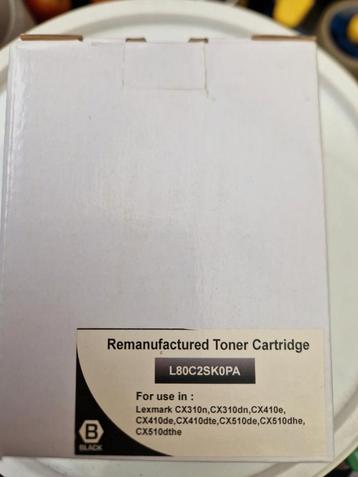 Remanufactured Toner Cartridge
L80C2SK0PA
For use in :
Lexmark CX310n,CX310dn,CX410e,
CX410de,CX410dte,CX510de,CX510dhe,
CX510dthe
B
BLACK